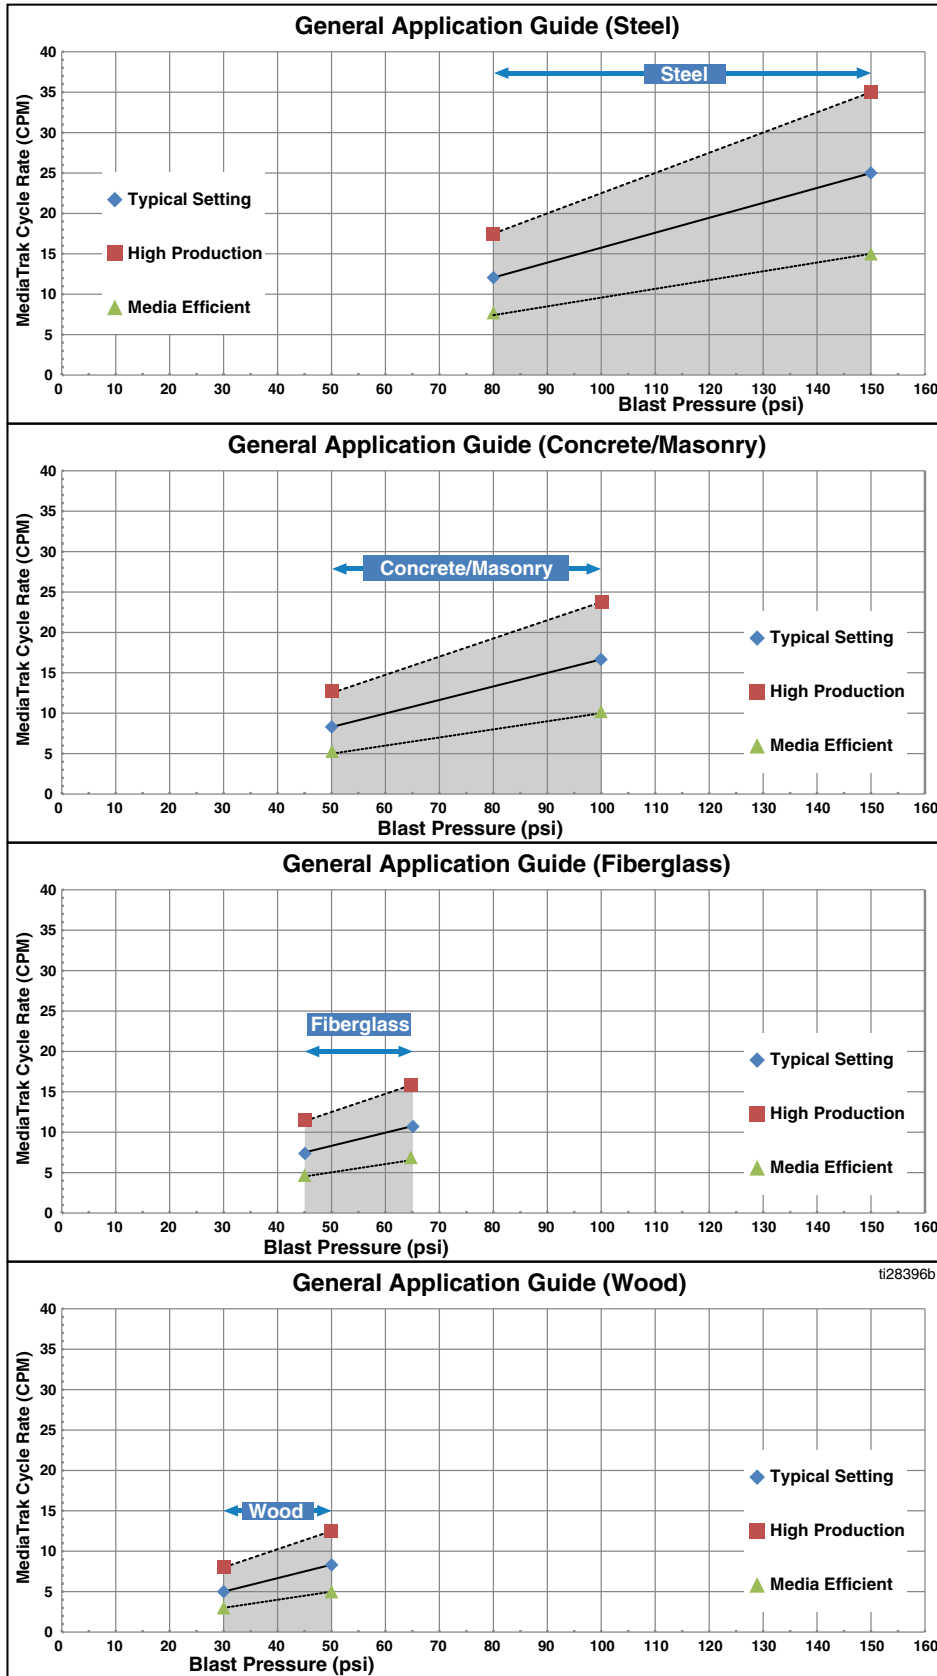 General Application Guide (Steel)
MediaTrak Cycle Rate (CPM)
40
35
30
25
20
15
10
5
0
Steel
Typical Setting
High Production
Media Efficient
0 10 20 30 40 50 60 70 80 90 100 110 120 130 140 150 160
Blast Pressure (psi)
General Application Guide (Concrete/Masonry)
MediaTrak Cycle Rate (CPM)
40
35
30
25
20
15
10
5
0
Concrete/Masonry
Typical Setting
High Production
Media Efficient
0 10 20 30 40 50 60 70 80 90 100 110 120 130 140 150 160
Blast Pressure (psi)
General Application Guide (Fiberglass)
MediaTrak Cycle Rate (CPM)
40
35
30
25
20
15
10
5
0
Fiberglass
Typical Setting
High Production
Media Efficient
0 10 20 30 40 50 60 70 80 90 100 110 120 130 140 150 160
Blast Pressure (psi)
General Application Guide (Wood)
ti28396b
MediaTrak Cycle Rate (CPM)
40
35
30
25
20
15
10
5
0
Wood
Typical Setting
High Production
Media Efficient
0 10 20 30 40 50 60 70 80 90 100 110 120 130 140 150 160
Blast Pressure (psi)